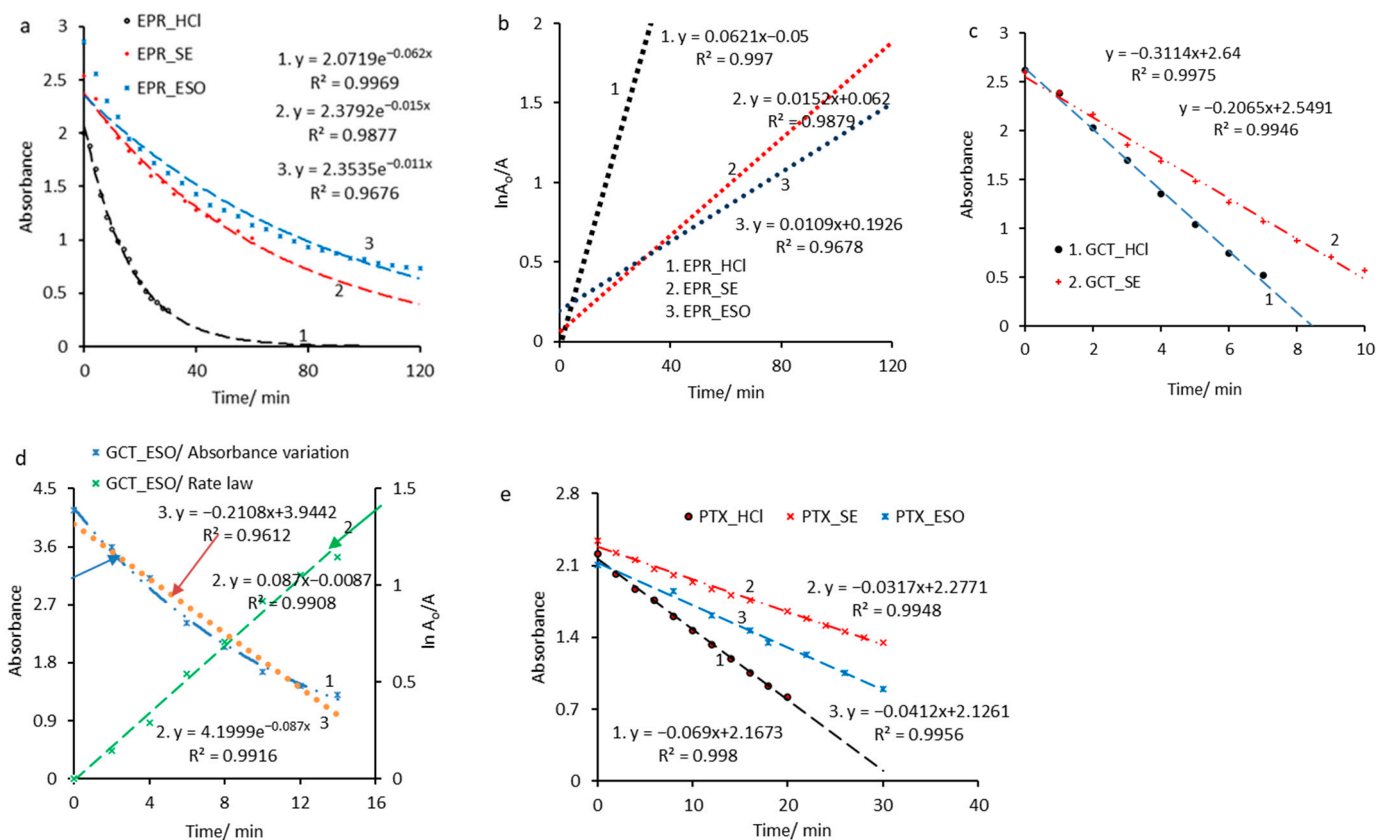 a
EPR_HCl
EPR_SE
EPR_ESO
1. y = 2.0719e^−0.062x
R² = 0.9969
2. y = 2.3792e^−0.015x
R² = 0.9877
3. y = 2.3535e^−0.011x
R² = 0.9676
3
2.5
2
1.5
1
0.5
0
Absorbance
3
2
1
0 40 80 120
Time/ min
b
2
1.5
1
0.5
0
lnAₒ/A
1. y = 0.0621x−0.05
R² = 0.997
1
2. y = 0.0152x+0.062
R² = 0.9879
2
3
3. y = 0.0109x+0.1926
R² = 0.9678
1. EPR_HCl
2. EPR_SE
3. EPR_ESO
0 40 80 120
Time/ min
c
y = −0.3114x+2.64
R² = 0.9975
y = −0.2065x+2.5491
R² = 0.9946
3
2.5
2
1.5
1
0.5
0
Absorbance
1. GCT_HCl
2. GCT_SE
2
1
0 2 4 6 8 10
Time/ min
d
GCT_ESO/ Absorbance variation
GCT_ESO/ Rate law
4.5
3.6
2.7
1.8
0.9
0
Absorbance
3. y = −0.2108x+3.9442
R² = 0.9612
2
2. y = 0.087x−0.0087
R² = 0.9908
1
3
2. y = 4.1999e^−0.087x
R² = 0.9916
1.5
1
0.5
0
ln Aₒ/A
0 4 8 12 16
Time/ min
e
PTX_HCl
PTX_SE
PTX_ESO
2.8
2.1
1.4
0.7
0
Absorbance
2
2. y = −0.0317x+2.2771
R² = 0.9948
3
1
3. y = −0.0412x+2.1261
R² = 0.9956
1. y = −0.069x+2.1673
R² = 0.998
0 10 20 30 40
Time/ min